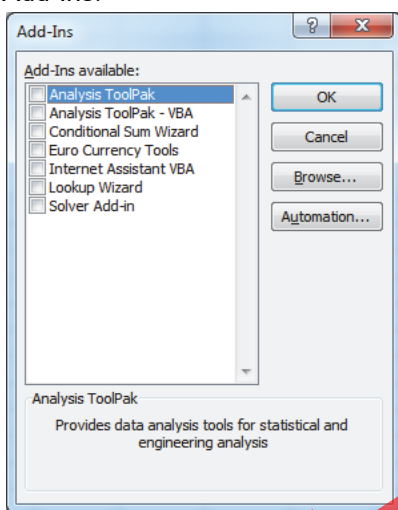 Add-Ins
?
X
Add-Ins available:
Analysis ToolPak
Analysis ToolPak - VBA
Conditional Sum Wizard
Euro Currency Tools
Internet Assistant VBA
Lookup Wizard
Solver Add-in
OK
Cancel
Browse...
Automation...
Analysis ToolPak
Provides data analysis tools for statistical and
engineering analysis